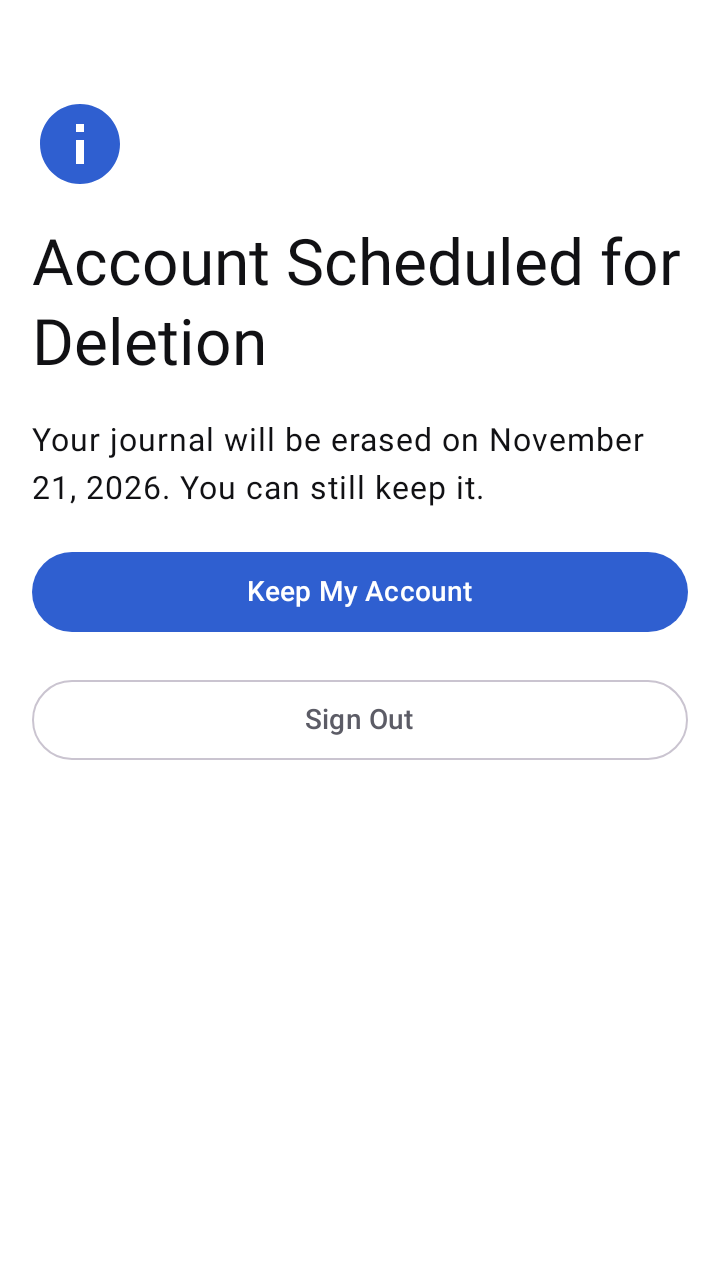 Account Scheduled for
Deletion
Your journal will be erased on November
21, 2026. You can still keep it.
Keep My Account
Sign Out